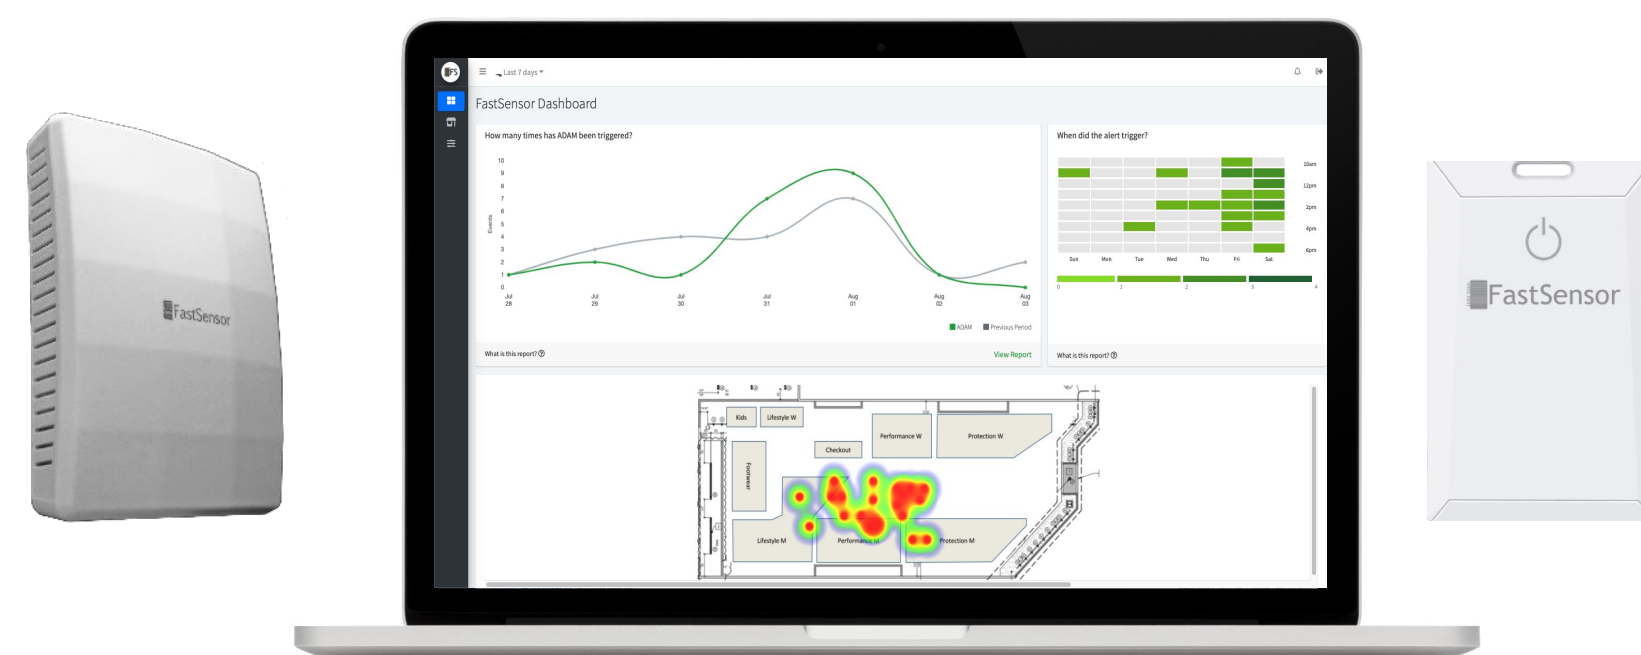 FastSensor
FS
Last 7 days
FastSensor Dashboard
How many times has ADAM been triggered?
10
9
8
7
6
5
4
3
2
1
0
Events
Jul 28
Jul 29
Jul 30
Jul 31
Aug 01
Aug 02
Aug 03
ADAM
Previous Period
What is this report?
View Report
When did the alert trigger?
10am
12pm
2pm
4pm
6pm
Sun Mon Tue Wed Thu Fri Sat
0 1 2 3 4
What is this report?
Kids
Lifestyle W
Performance W
Protection W
Checkout
Footwear
Lifestyle M
Performance M
Protection M
FastSensor